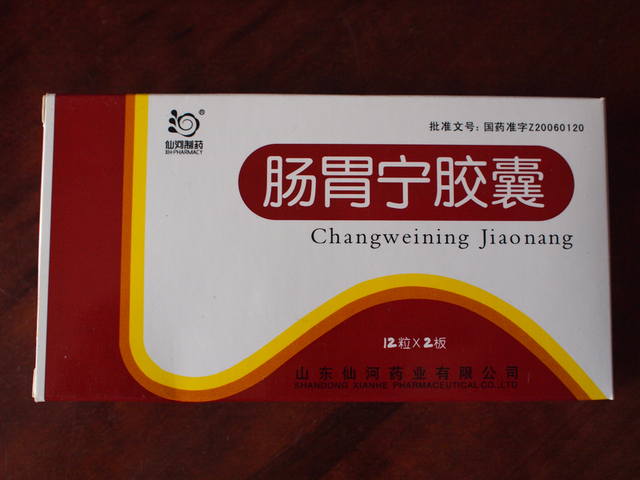 仙河制药
XH-PHARMACY
批准文号: 国药准字Z20060120
肠胃宁胶囊
Changweining Jiaonang
12粒×2板
山东仙河药业有限公司
SHANDONG XIANHE PHARMACEUTICAL CO.,LTD